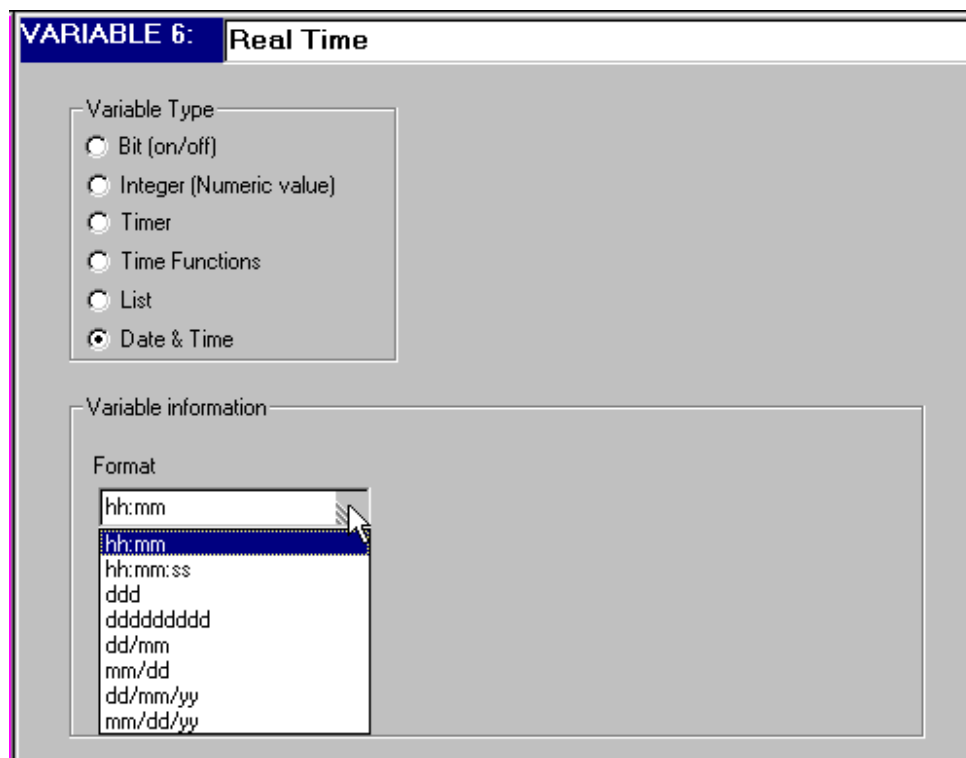 VARIABLE 6: Real Time
Variable Type
Bit (on/off)
Integer (Numeric value)
Timer
Time Functions
List
Date & Time
Variable information
Format
hh:mm
hh:mm
hh:mm:ss
ddd
ddddddddd
dd/mm
mm/dd
dd/mm/yy
mm/dd/yy